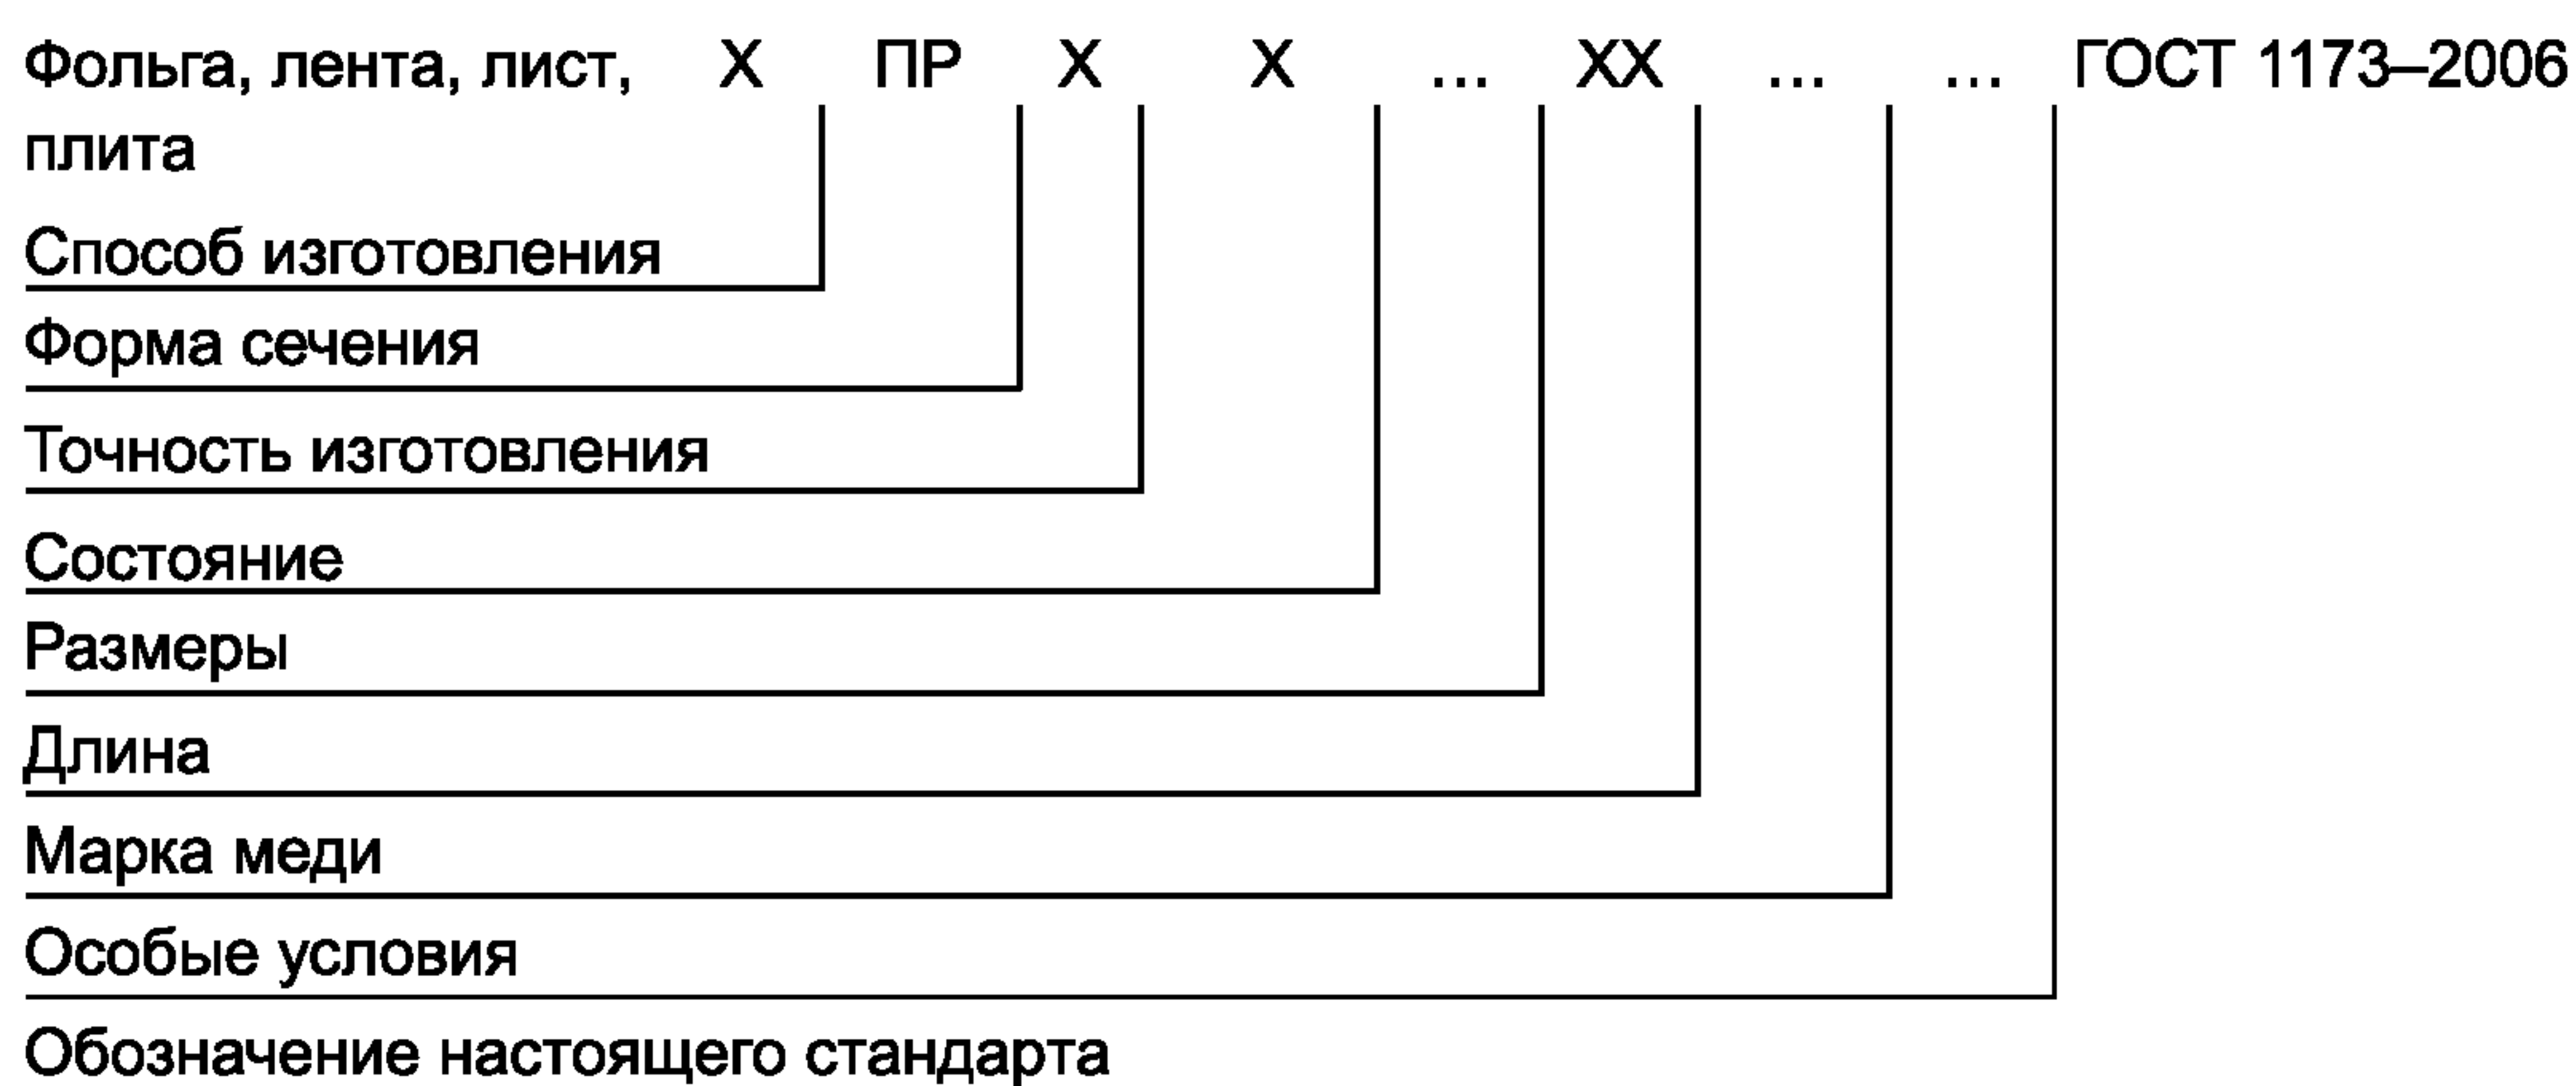 Фольга, лента, лист, Х ПР Х Х ... ХХ ... ... ГОСТ 1173–2006
плита
Способ изготовления
Форма сечения
Точность изготовления
Состояние
Размеры
Длина
Марка меди
Особые условия
Обозначение настоящего стандарта